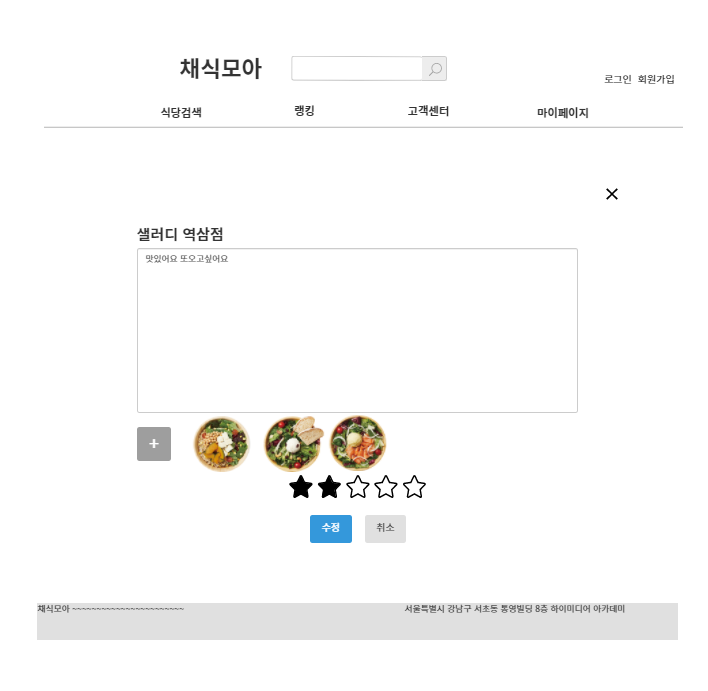 채식모아
로그인 회원가입
식당검색 랭킹 고객센터 마이페이지
샐러디 역삼점
맛있어요 또오고싶어요
+
수정 취소
채식모아 ~~~~~~~~~~~~~~~~~~~~~~~ 서울특별시 강남구 서초동 통영빌딩 8층 하이미디어 아카데미